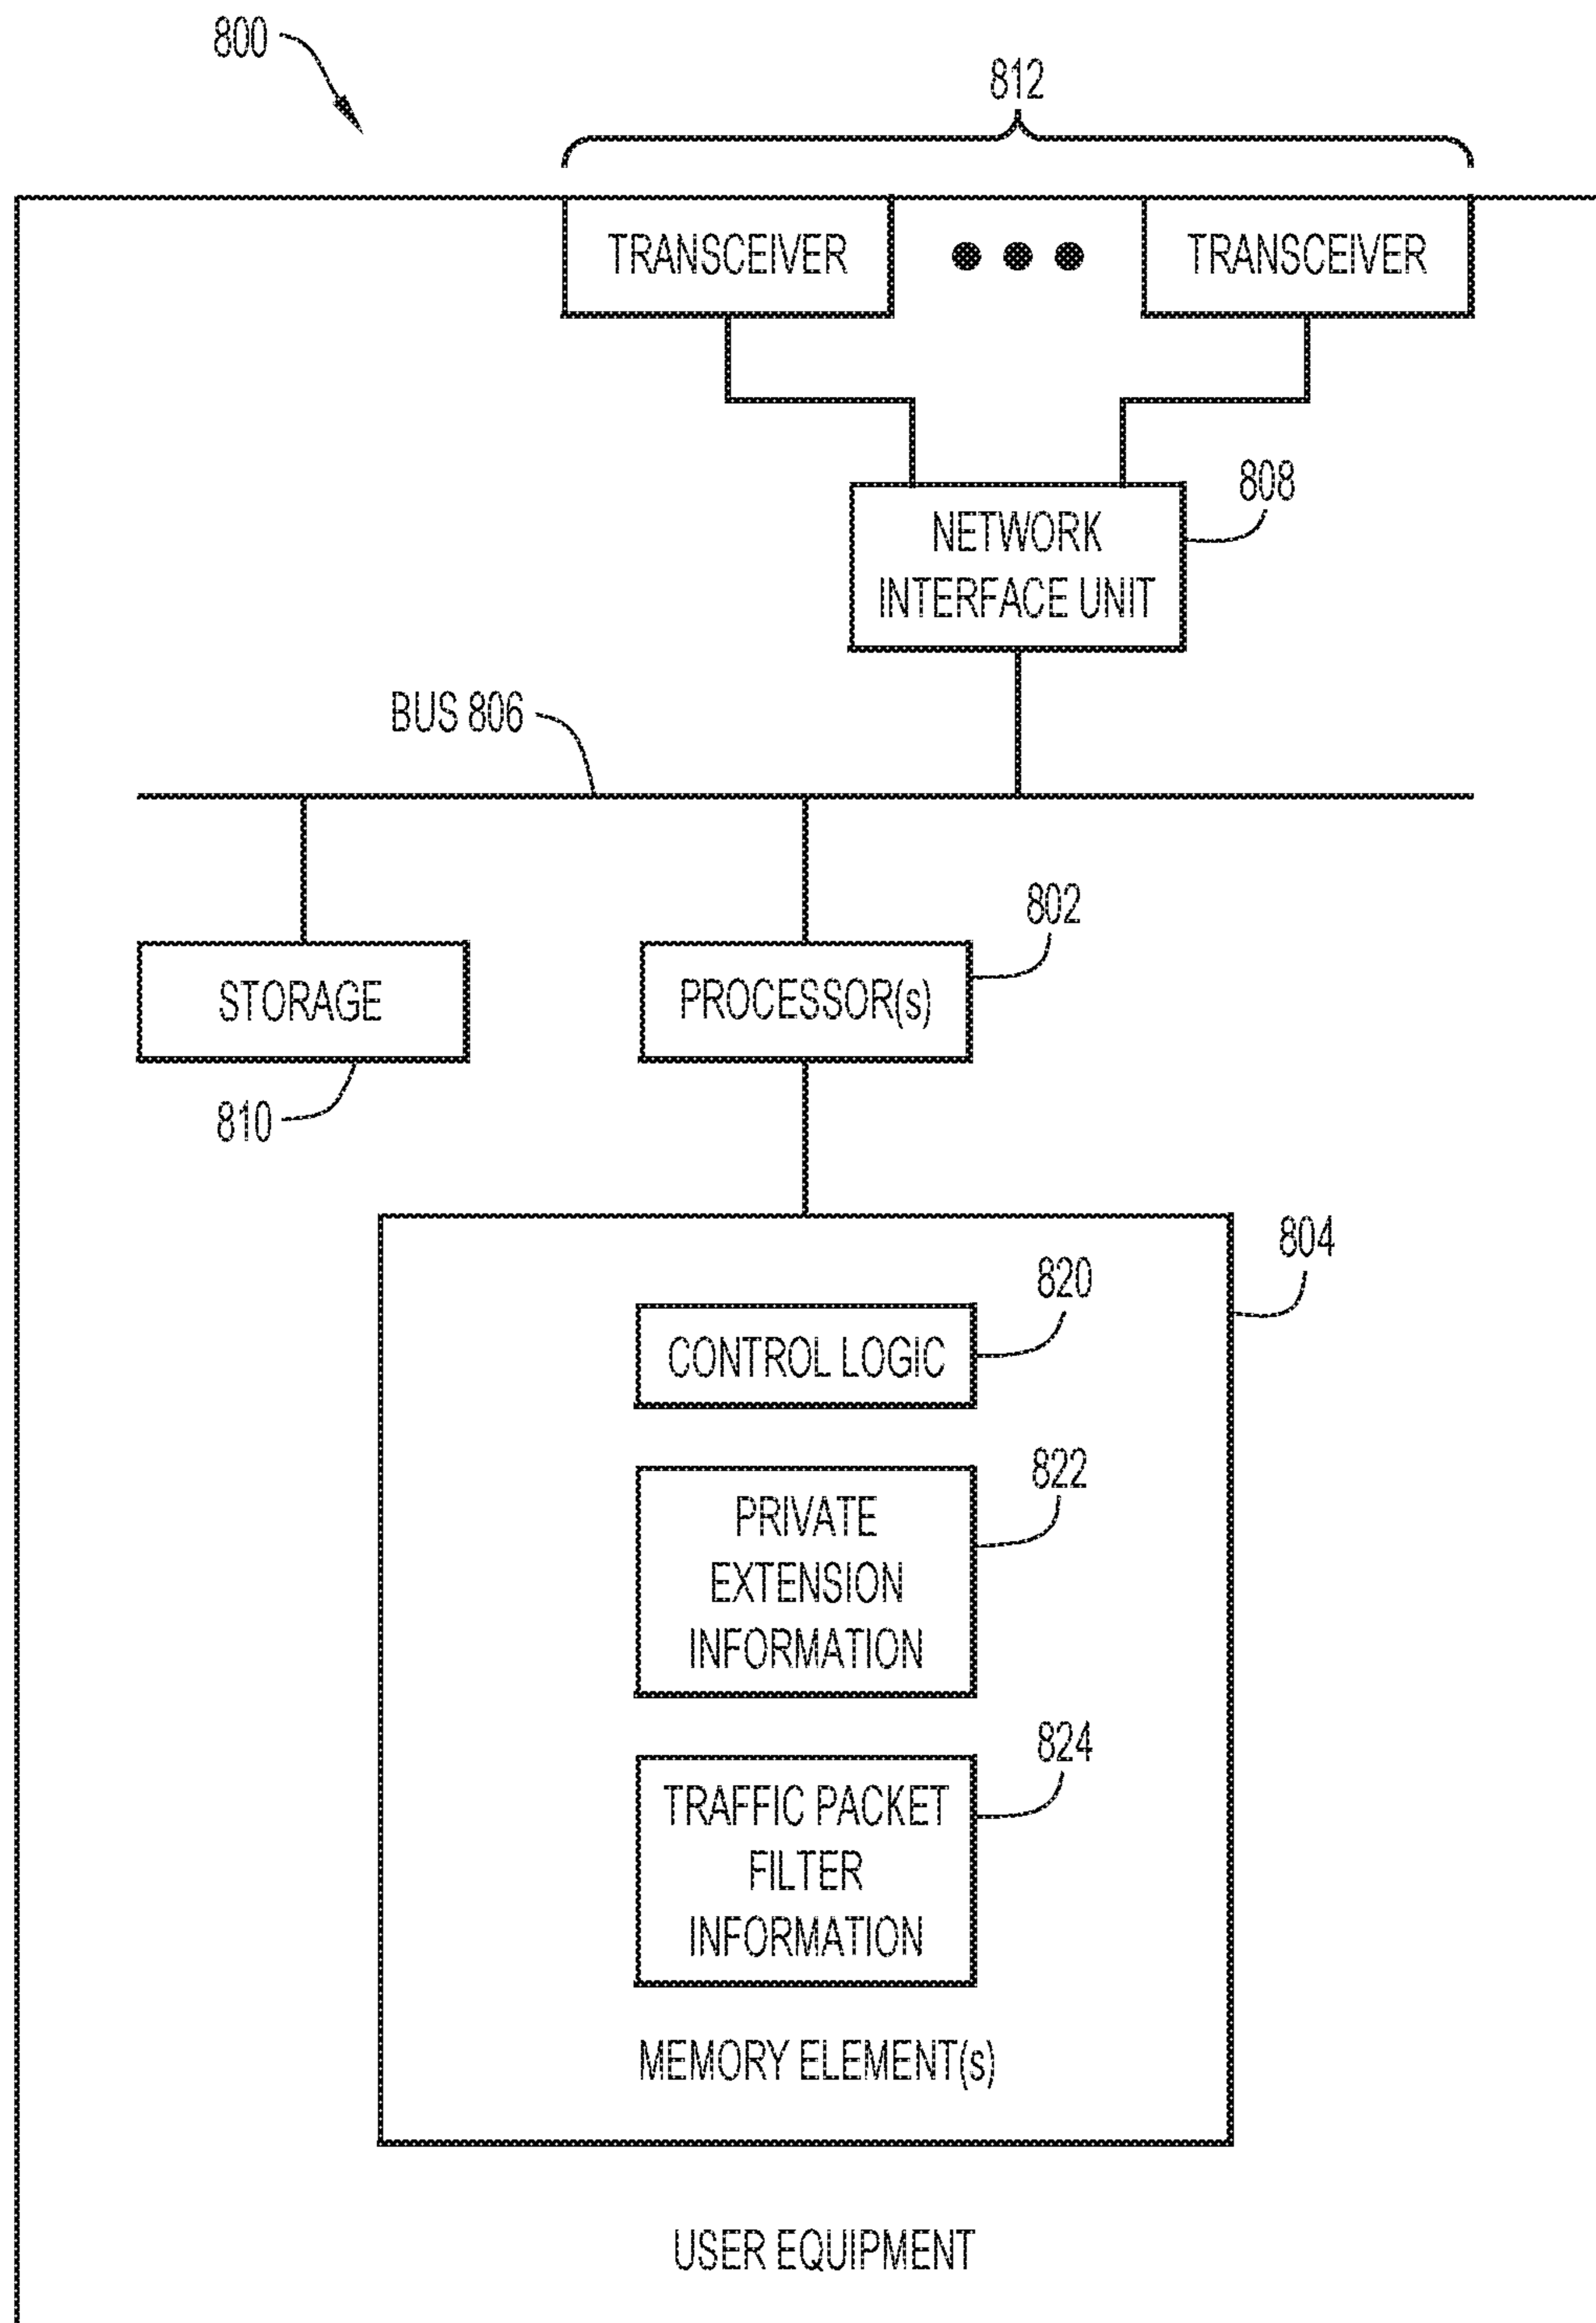 800
812
TRANSCEIVER
TRANSCEIVER
808
NETWORK
INTERFACE UNIT
BUS 806
802
STORAGE
PROCESSOR(s)
810
804
820
CONTROL LOGIC
822
PRIVATE
EXTENSION
INFORMATION
824
TRAFFIC PACKET
FILTER
INFORMATION
MEMORY ELEMENT(s)
USER EQUIPMENT